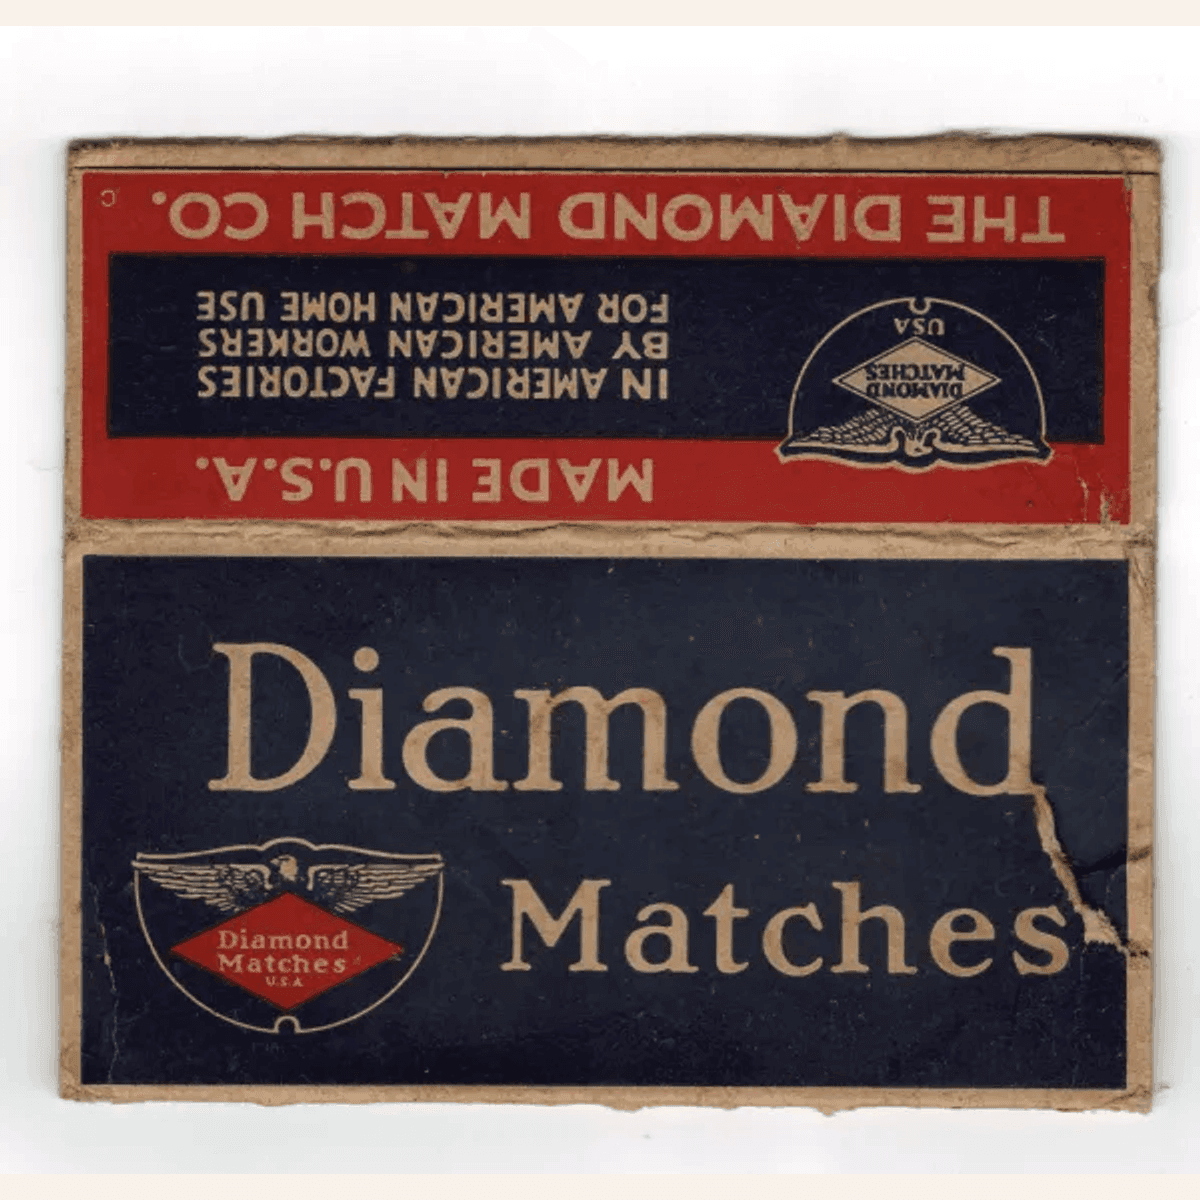 THE DIAMOND MATCH CO.
C
MADE IN U.S.A.
IN AMERICAN FACTORIES
BY AMERICAN WORKERS
FOR AMERICAN HOME USE
DIAMOND
MATCHES
USA
Diamond
Matches
Diamond
Matches
U.S.A